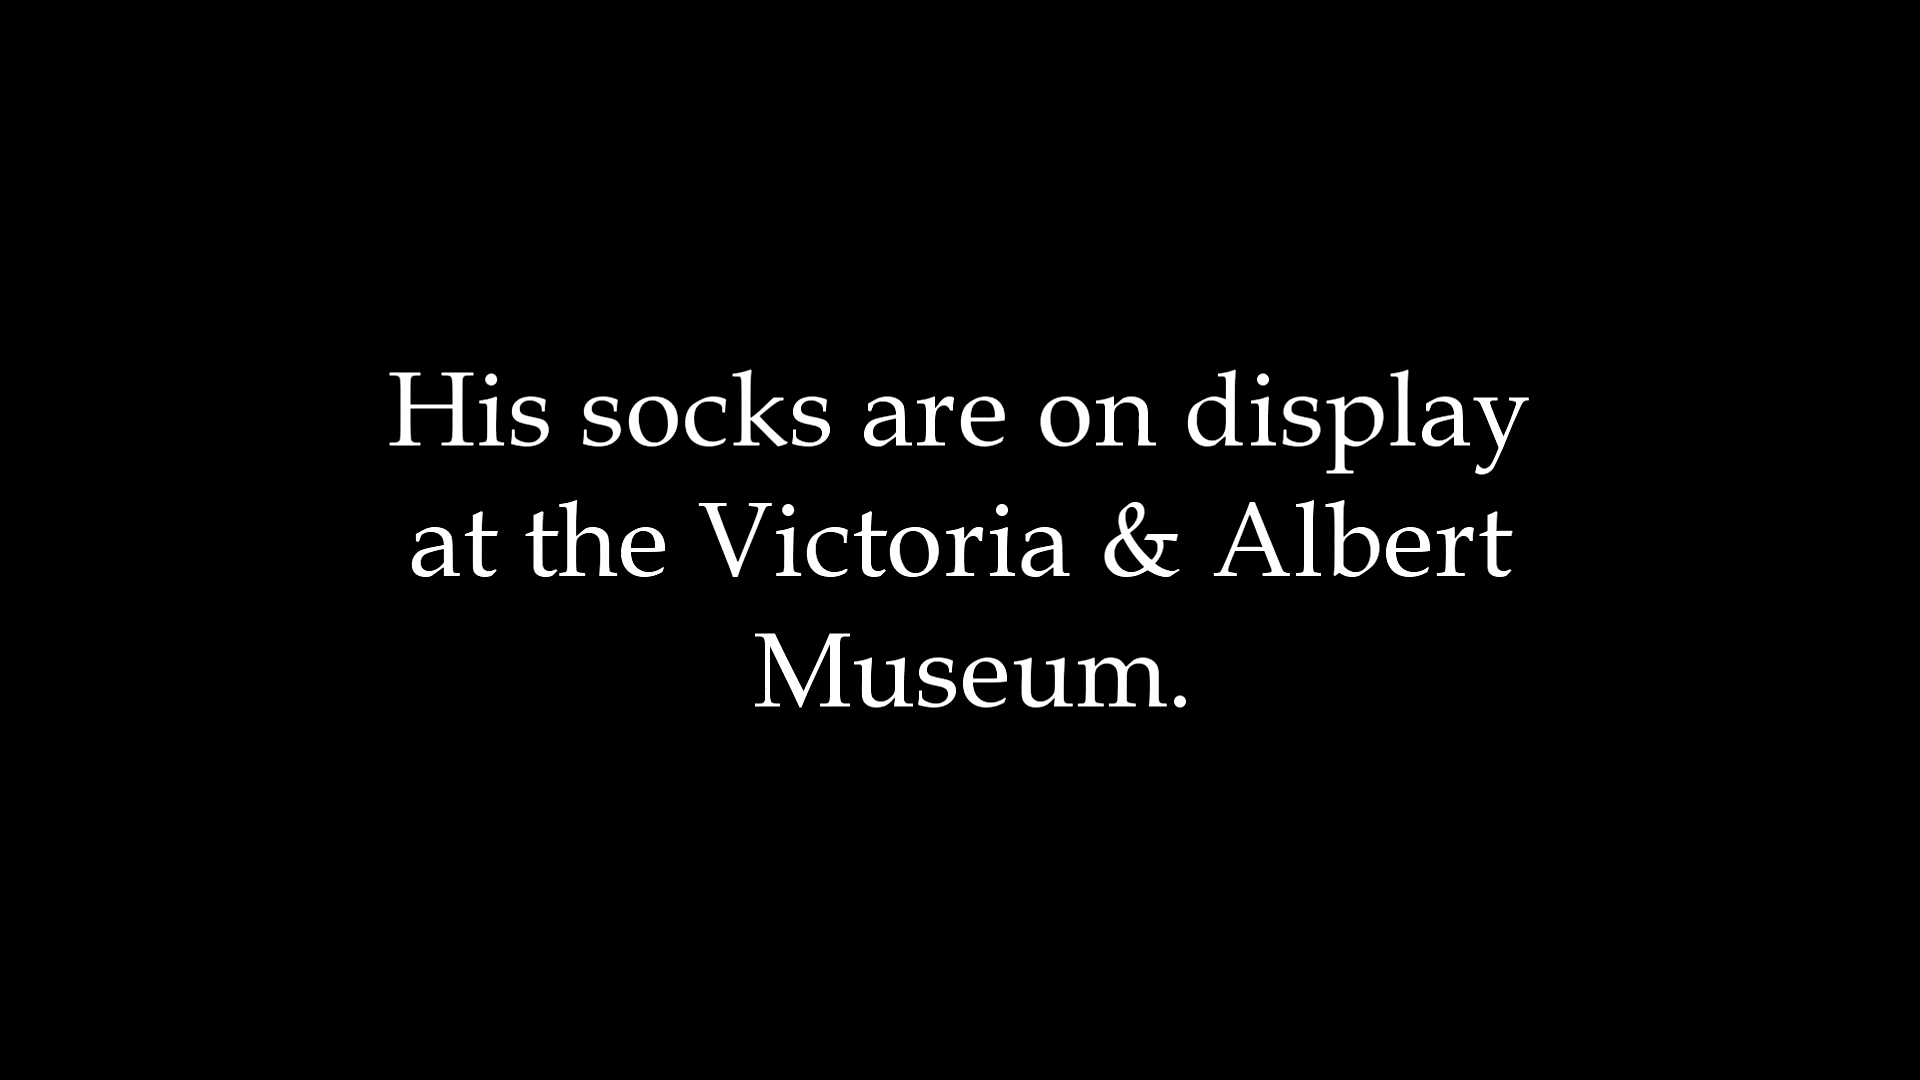 His socks are on display
at the Victoria & Albert
Museum.